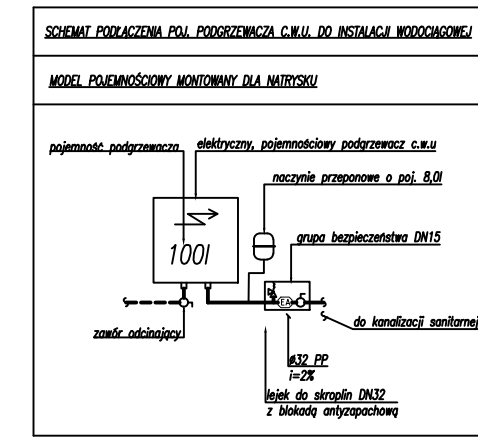 SCHEMAT PODŁĄCZENIA POJ. PODGRZEWACZA C.W.U. DO INSTALACJI WODOCIĄGOWEJ
MODEL POJEMNOŚCIOWY MONTOWANY DLA NATRYSKU
pojemność podgrzewacza
elektryczny, pojemnościowy podgrzewacz c.w.u
naczynie przeponowe o poj. 8,0l
100l
grupa bezpieczeństwa DN15
EA
zawór odcinający
do kanalizacji sanitarnej
ø32 PP
i=2%
lejek do skroplin DN32
z blokadą antyzapachową